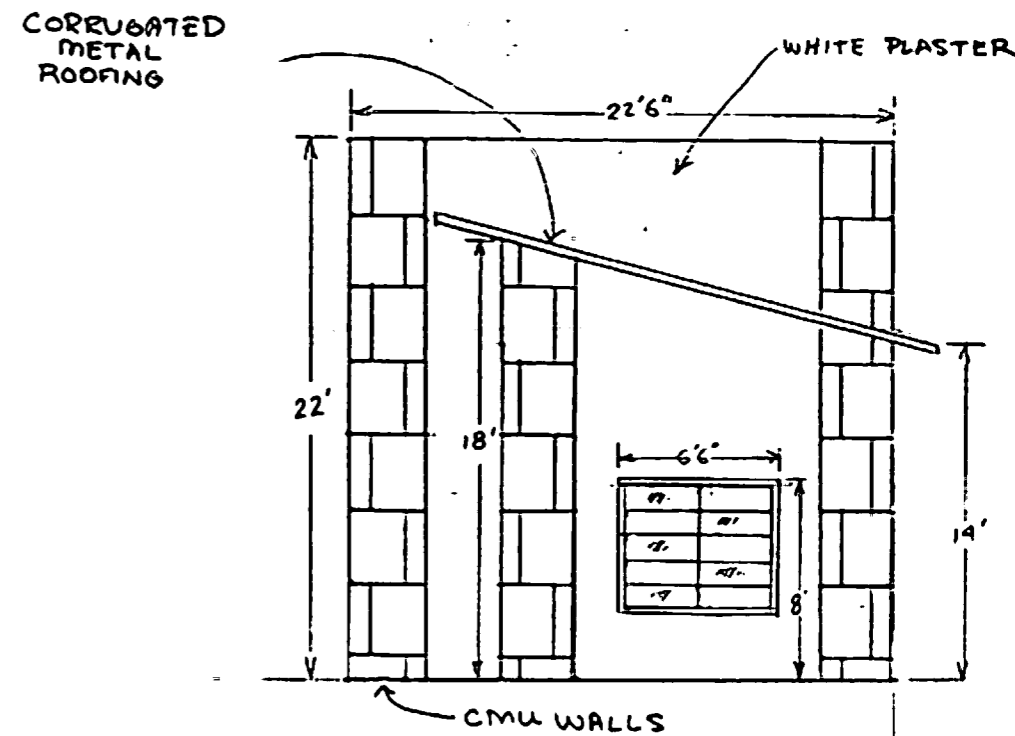 CORRUGATED
METAL
ROOFING
WHITE PLASTER
22'6"
22'
18'
6'6"
8'
14'
CMU WALLS